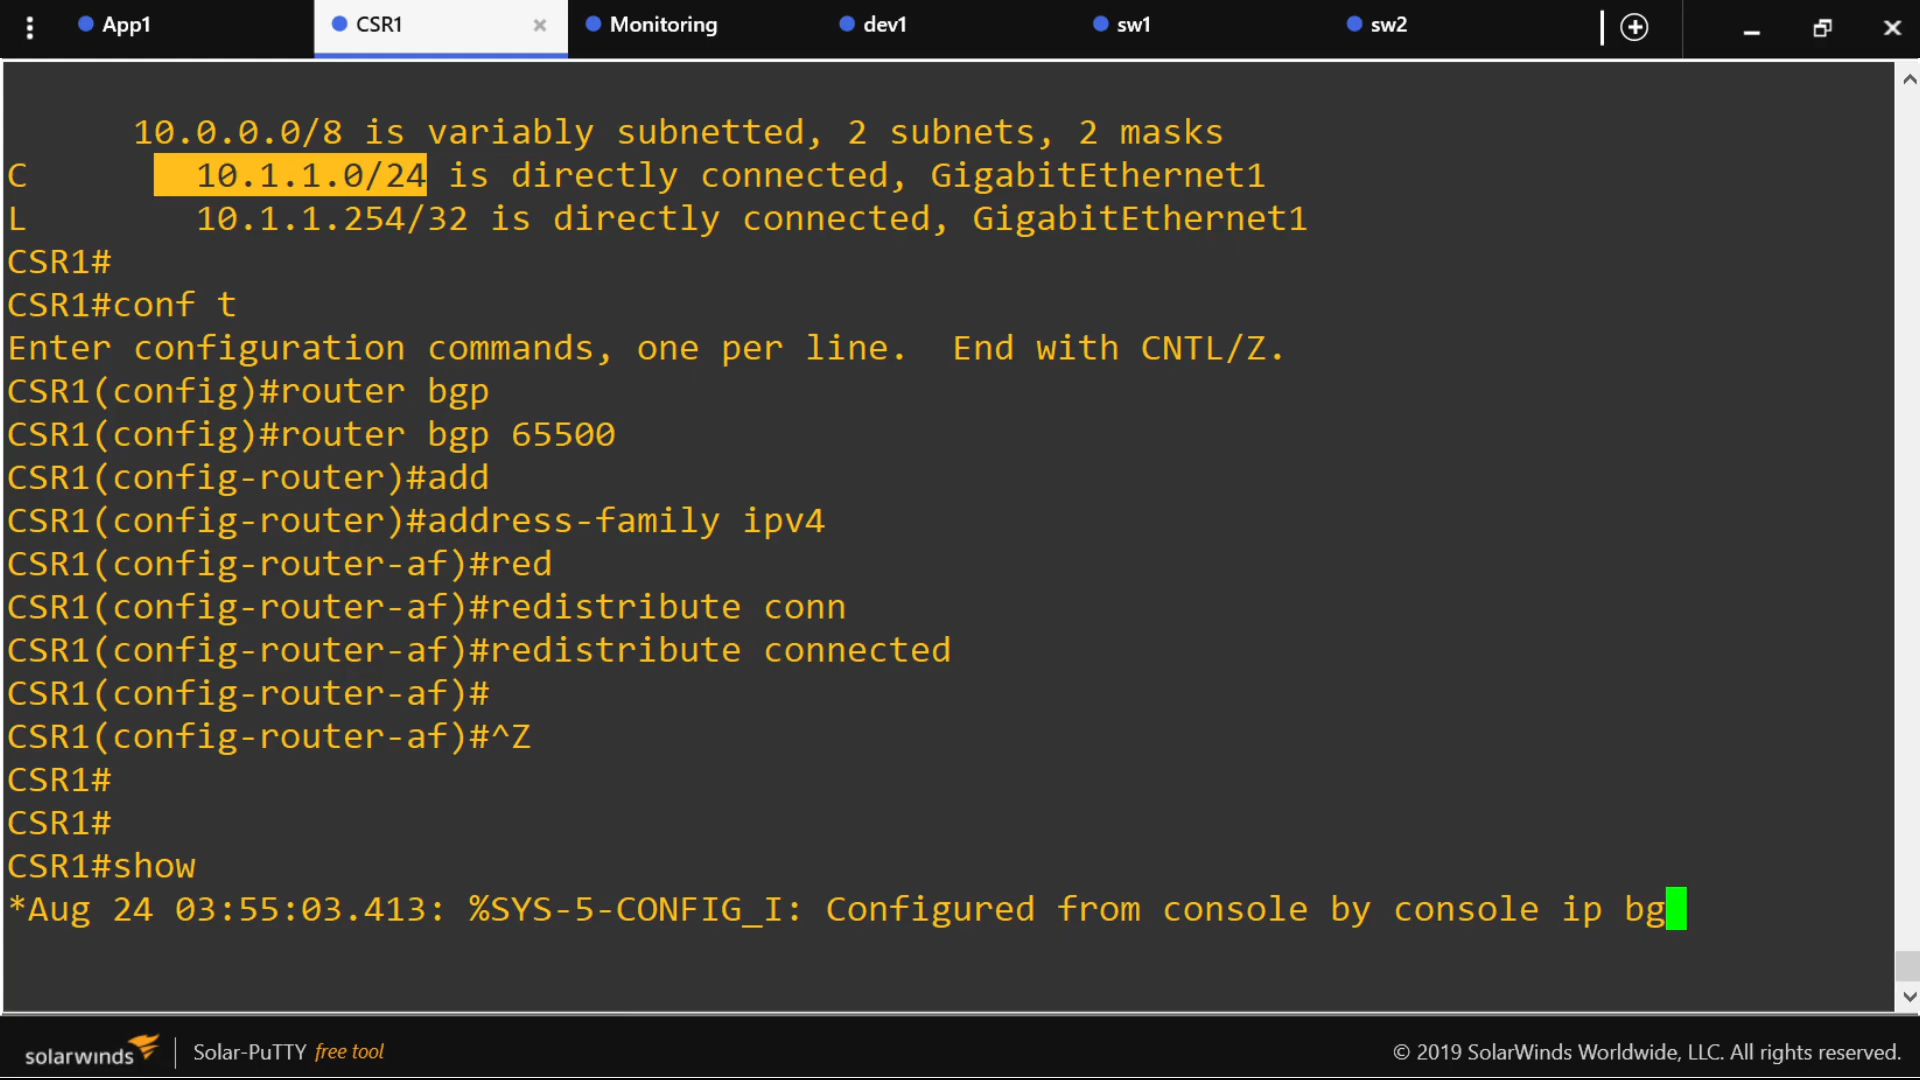 App1 CSR1 Monitoring dev1 sw1 sw2
10.0.0.0/8 is variably subnetted, 2 subnets, 2 masks
C 10.1.1.0/24 is directly connected, GigabitEthernet1
L 10.1.1.254/32 is directly connected, GigabitEthernet1
CSR1#
CSR1#conf t
Enter configuration commands, one per line. End with CNTL/Z.
CSR1(config)#router bgp
CSR1(config)#router bgp 65500
CSR1(config-router)#add
CSR1(config-router)#address-family ipv4
CSR1(config-router-af)#red
CSR1(config-router-af)#redistribute conn
CSR1(config-router-af)#redistribute connected
CSR1(config-router-af)#
CSR1(config-router-af)#^Z
CSR1#
CSR1#
CSR1#show
*Aug 24 03:55:03.413: %SYS-5-CONFIG_I: Configured from console by console ip bg
solarwinds Solar-PuTTY free tool © 2019 SolarWinds Worldwide, LLC. All rights reserved.